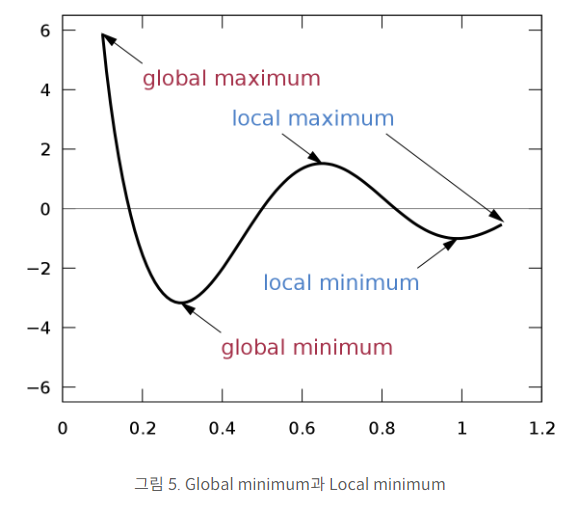 6
global maximum
4
local maximum
2
0
−2
local minimum
−4
global minimum
−6
0 0.2 0.4 0.6 0.8 1 1.2
그림 5. Global minimum과 Local minimum